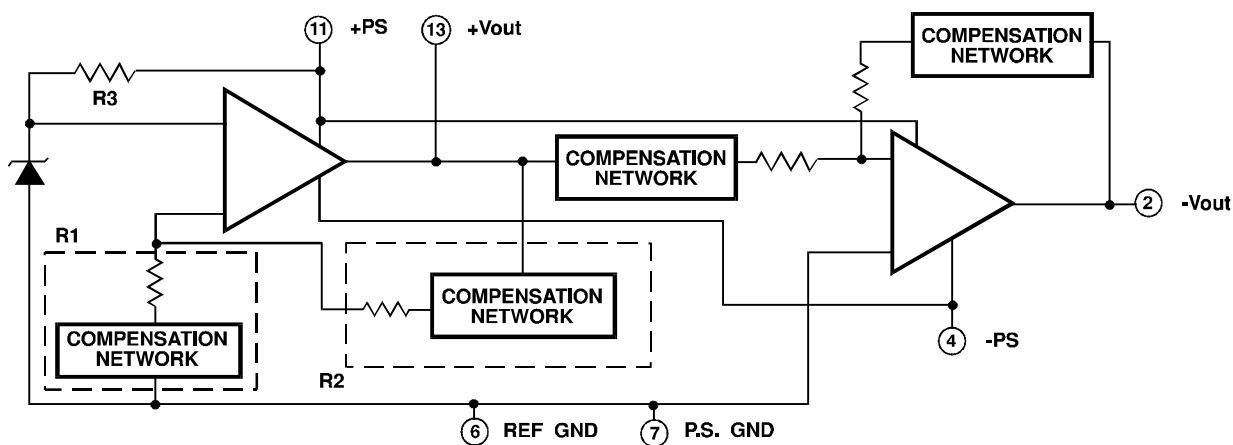 11 +PS
13 +Vout
COMPENSATION
NETWORK
R3
COMPENSATION
NETWORK
2 -Vout
R1
COMPENSATION
NETWORK
COMPENSATION
NETWORK
4 -PS
R2
6 REF GND
7 P.S. GND